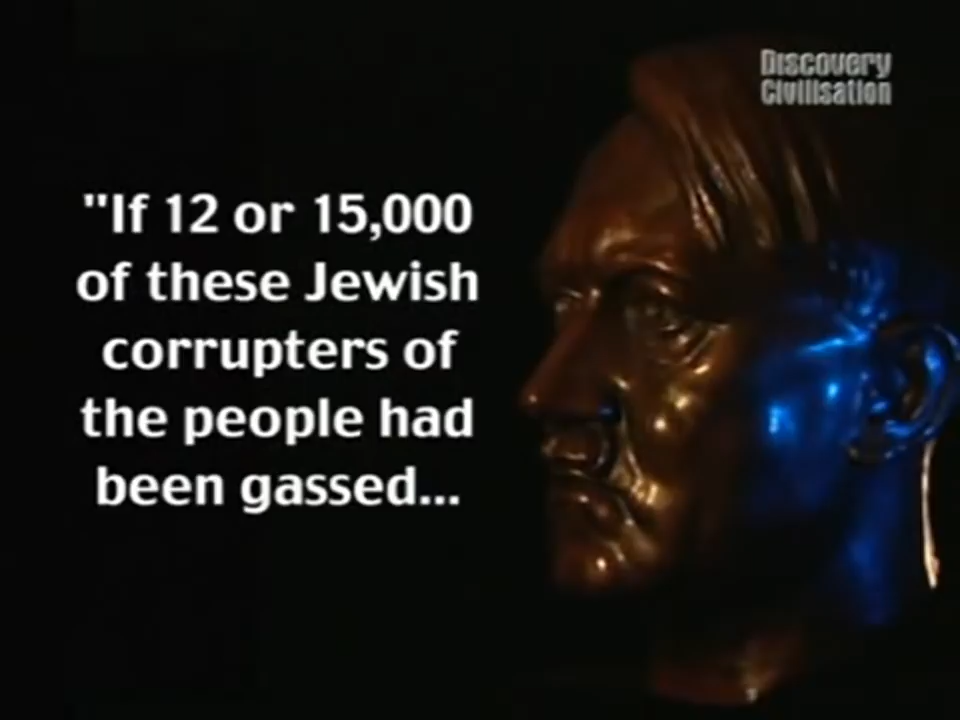 Discovery
Civilisation
"If 12 or 15,000
of these Jewish
corrupters of
the people had
been gassed...